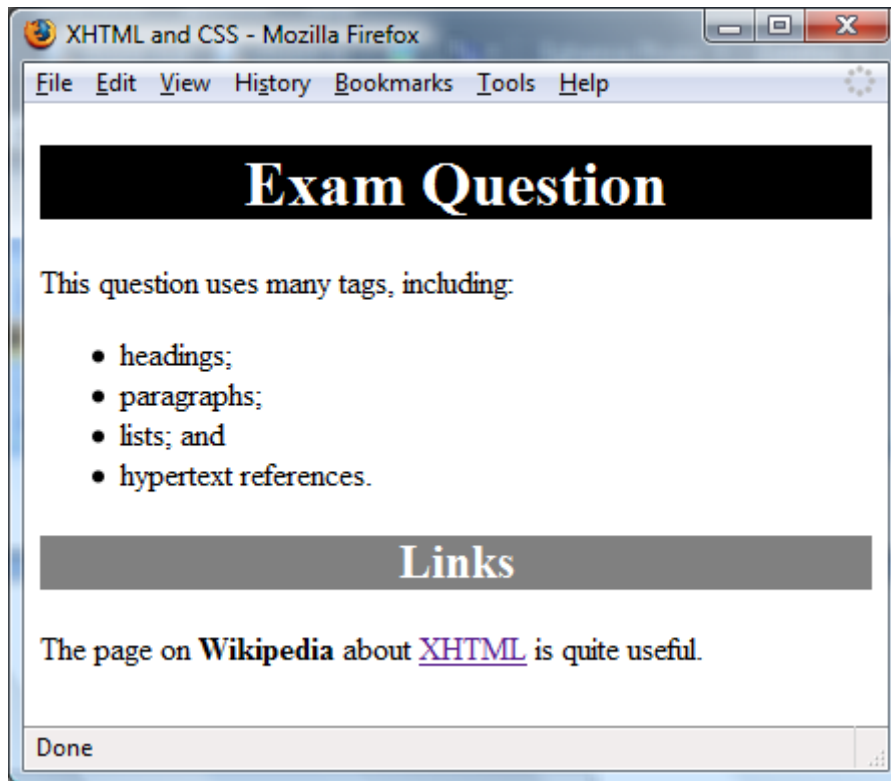 XHTML and CSS - Mozilla Firefox
File Edit View History Bookmarks Tools Help
Exam Question
This question uses many tags, including:
• headings;
• paragraphs;
• lists; and
• hypertext references.
Links
The page on Wikipedia about XHTML is quite useful.
Done